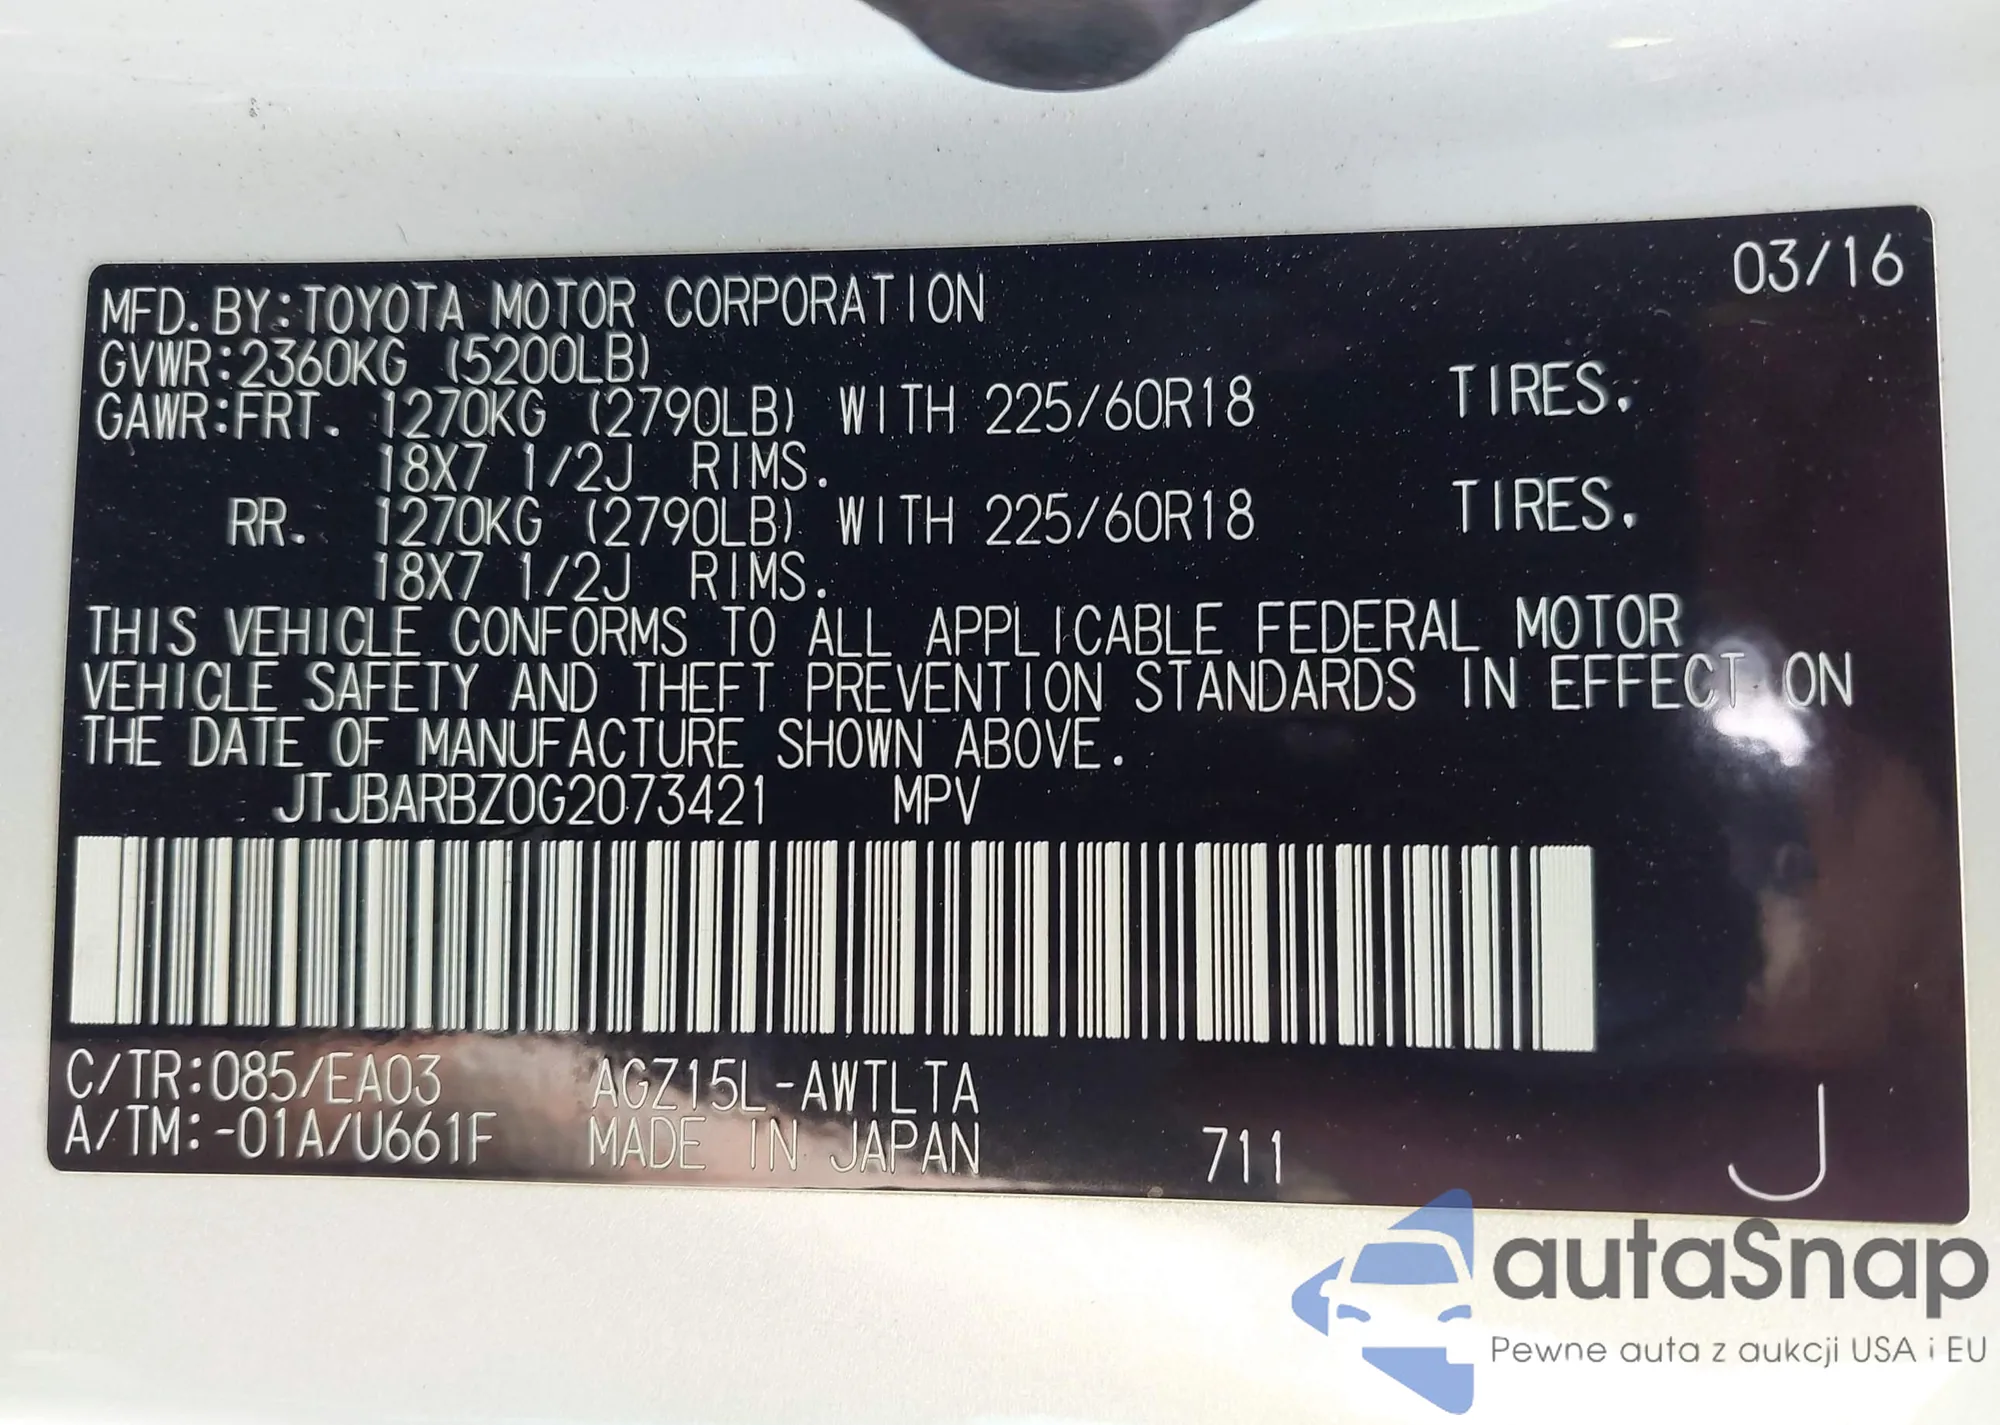 03/16
MFD. BY:TOYOTA MOTOR CORPORATION
GVWR:2360KG (5200LB)
GAWR:FRT. 1270KG (2790LB) WITH 225/60R18 TIRES.
18X7 1/2J RIMS.
RR. 1270KG (2790LB) WITH 225/60R18 TIRES.
18X7 1/2J RIMS.
THIS VEHICLE CONFORMS TO ALL APPLICABLE FEDERAL MOTOR
VEHICLE SAFETY AND THEFT PREVENTION STANDARDS IN EFFECT ON
THE DATE OF MANUFACTURE SHOWN ABOVE.
JTJBARBZ0G2073421 MPV
C/TR:085/EA03 AGZ15L-AWTLTA
A/TM:-01A/U661F MADE IN JAPAN 711 J
autaSnap
Pewne auta z aukcji USA i EU